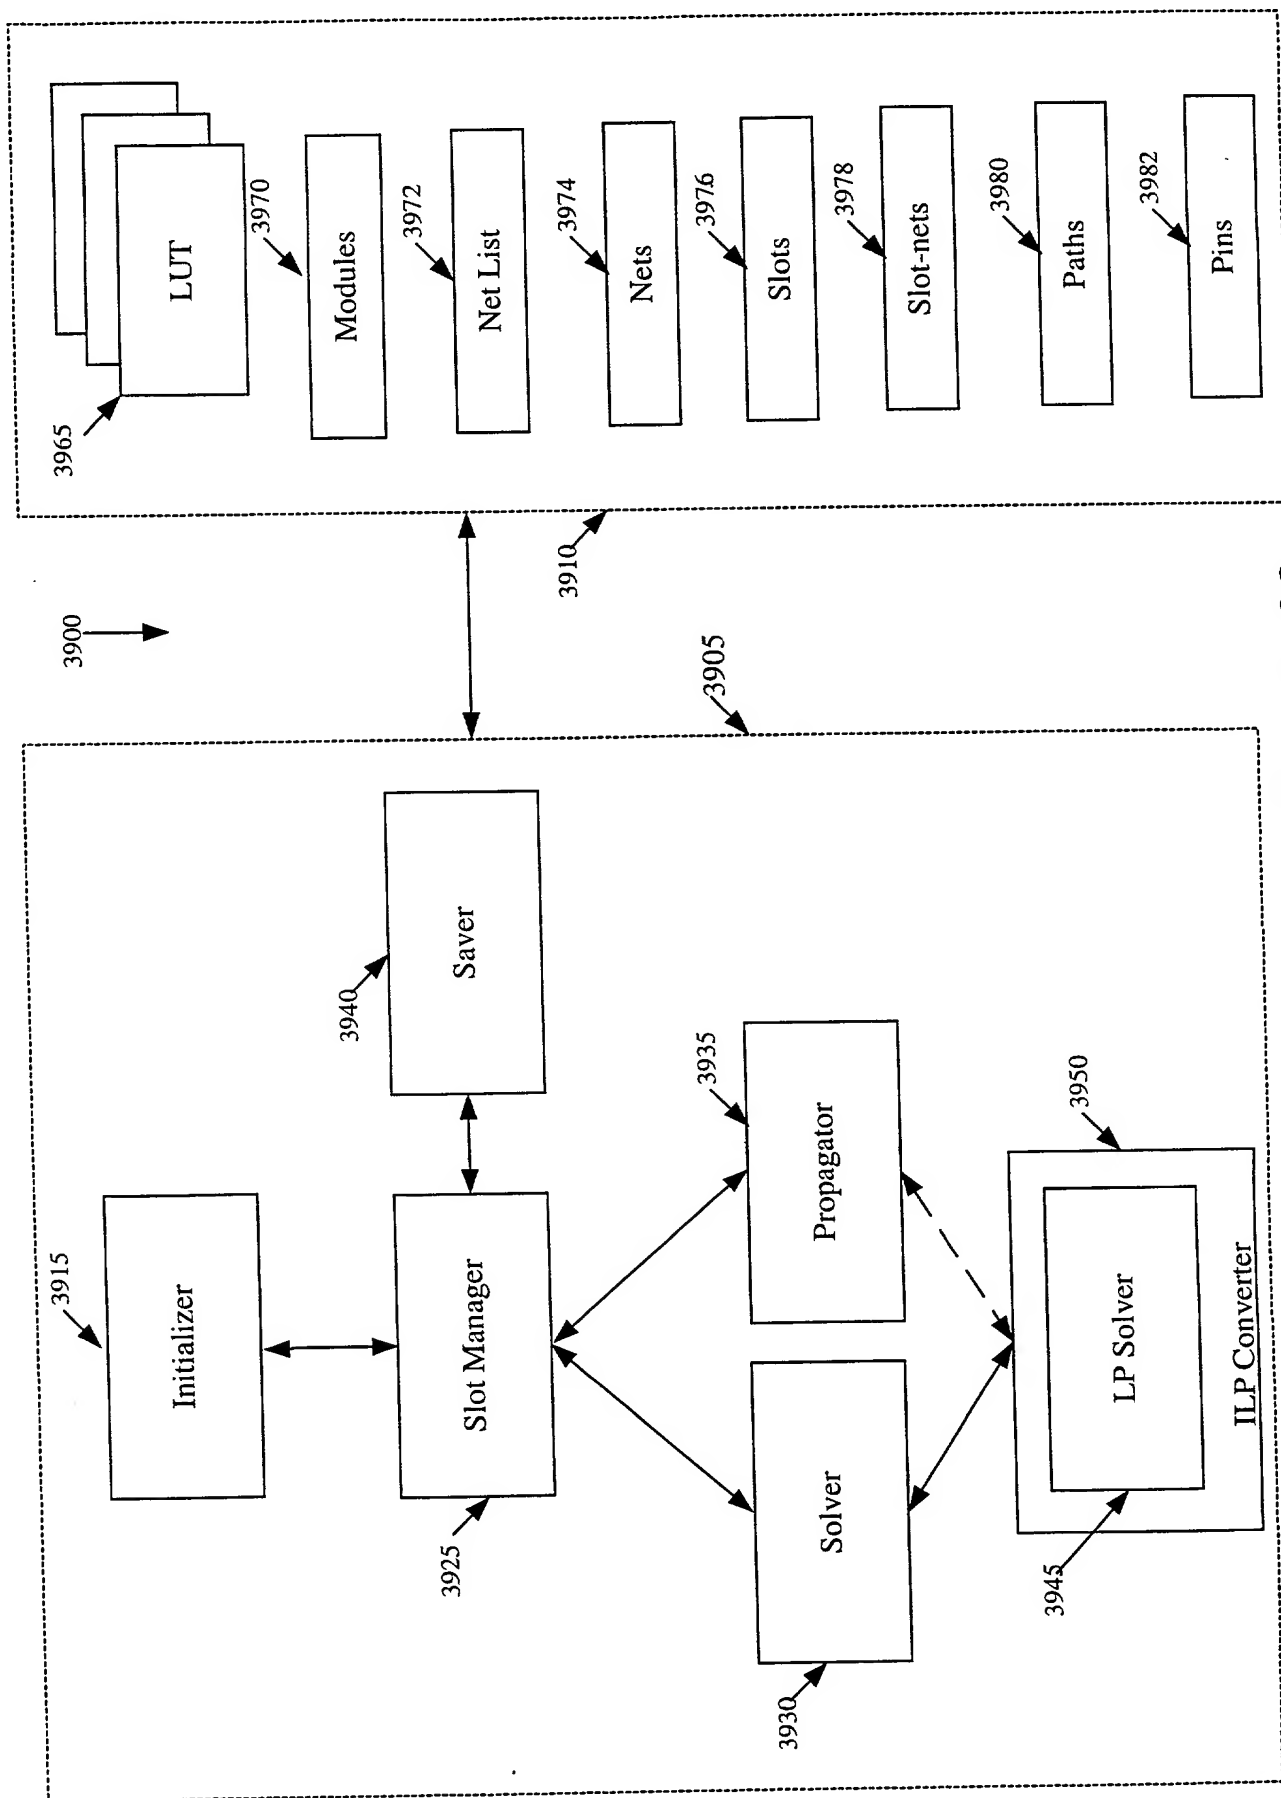 3900
3905
3915
Initializer
3925
Slot Manager
3940
Saver
3930
Solver
3935
Propagator
3945
LP Solver
3950
ILP Converter
3910
3965
LUT
3970
Modules
3972
Net List
3974
Nets
3976
Slots
3978
Slot-nets
3980
Paths
3982
Pins